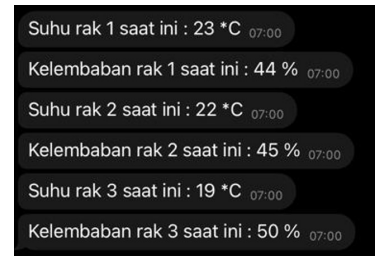 Suhu rak 1 saat ini : 23 *C 07:00
Kelembaban rak 1 saat ini : 44 % 07:00
Suhu rak 2 saat ini : 22 *C 07:00
Kelembaban rak 2 saat ini : 45 % 07:00
Suhu rak 3 saat ini : 19 *C 07:00
Kelembaban rak 3 saat ini : 50 % 07:00